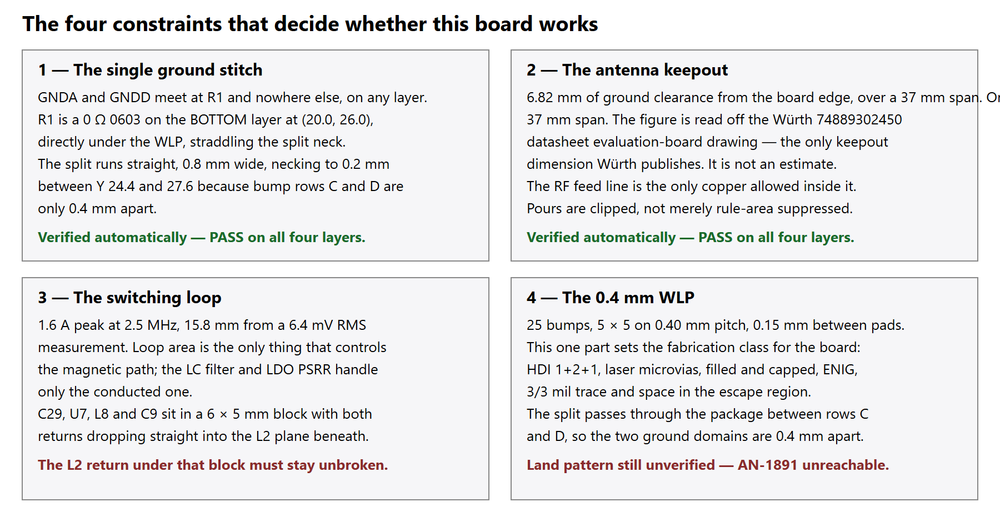 The four constraints that decide whether this board works
1 — The single ground stitch
GNDA and GNDD meet at R1 and nowhere else, on any layer.
R1 is a 0 Ω 0603 on the BOTTOM layer at (20.0, 26.0),
directly under the WLP, straddling the split neck.
The split runs straight, 0.8 mm wide, necking to 0.2 mm
between Y 24.4 and 27.6 because bump rows C and D are
only 0.4 mm apart.
Verified automatically — PASS on all four layers.
2 — The antenna keepout
6.82 mm of ground clearance from the board edge, over a 37 mm span.
37 mm span. The figure is read off the Würth 74889302450
datasheet evaluation-board drawing — the only keepout
dimension Würth publishes. It is not an estimate.
The RF feed line is the only copper allowed inside it.
Pours are clipped, not merely rule-area suppressed.
Verified automatically — PASS on all four layers.
3 — The switching loop
1.6 A peak at 2.5 MHz, 15.8 mm from a 6.4 mV RMS
measurement. Loop area is the only thing that controls
the magnetic path; the LC filter and LDO PSRR handle
only the conducted one.
C29, U7, L8 and C9 sit in a 6 × 5 mm block with both
returns dropping straight into the L2 plane beneath.
The L2 return under that block must stay unbroken.
4 — The 0.4 mm WLP
25 bumps, 5 × 5 on 0.40 mm pitch, 0.15 mm between pads.
This one part sets the fabrication class for the board:
HDI 1+2+1, laser microvias, filled and capped, ENIG,
3/3 mil trace and space in the escape region.
The split passes through the package between rows C
and D, so the two ground domains are 0.4 mm apart.
Land pattern still unverified — AN-1891 unreachable.